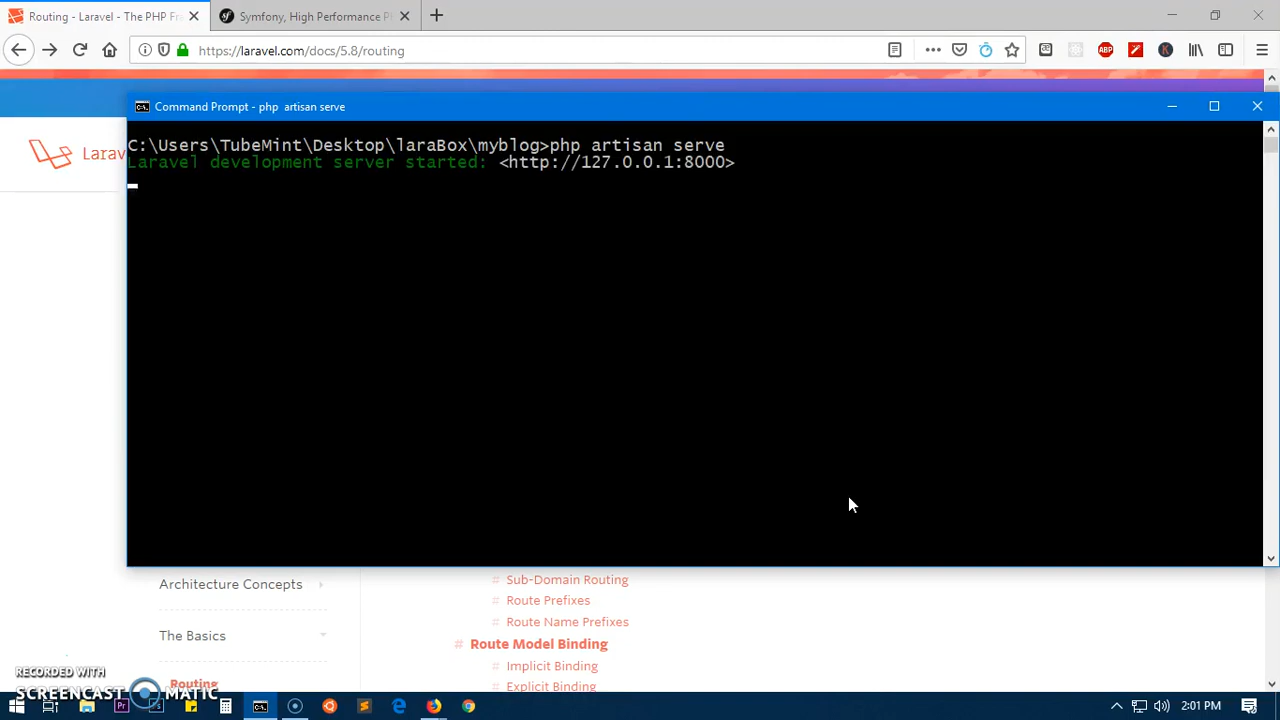 Routing - Laravel - The PHP Fra
Symfony, High Performance P
https://laravel.com/docs/5.8/routing
ABP
K
Command Prompt - php artisan serve
C:\Users\TubeMint\Desktop\laraBox\myblog>php artisan serve
Laravel development server started: <http://127.0.0.1:8000>
Larav
# Sub-Domain Routing
Architecture Concepts
# Route Prefixes
# Route Name Prefixes
The Basics
# Route Model Binding
# Implicit Binding
Routing
# Explicit Binding
RECORDED WITH
SCREENCAST MATIC
2:01 PM